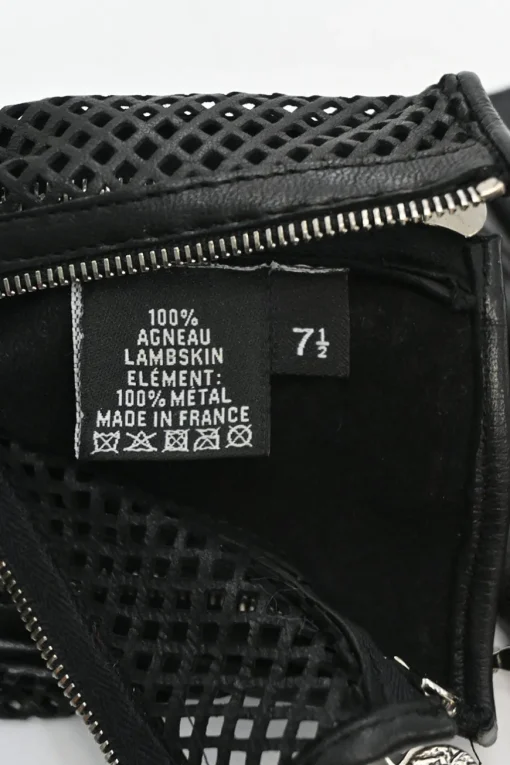 100%
AGNEAU
LAMBSKIN
ELÉMENT:
100% MÉTAL
MADE IN FRANCE
7½